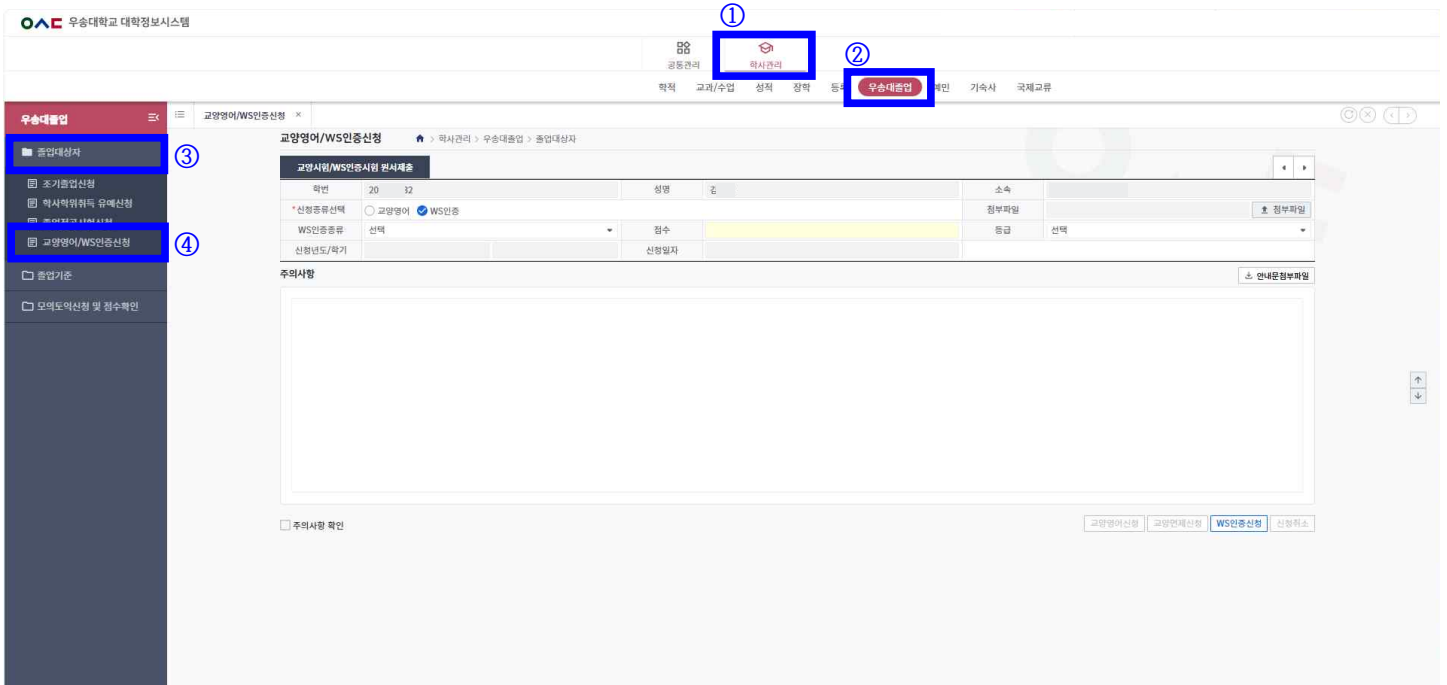 우송대학교 대학정보시스템
①
공통관리 학사관리
②
학적 교과/수업 성적 장학 우송대졸업 기숙사 국제교류
우송대졸업
교양영어/WS인증신청 ×
교양영어/WS인증신청 > 학사관리 > 우송대졸업 > 졸업대상자
졸업대상자 ③
교양시험/WS인증시험 원서제출
조기졸업신청
학번 20 32 성명 김 소속
학사학위취득 유예신청
*신청종류선택 교양영어 WS인증 첨부파일 첨부파일
WS인증종류 선택 점수 등급 선택
교양영어/WS인증신청 ④
신청년도/학기 신청일자
졸업기준
주의사항 안내문첨부파일
모의토익신청 및 점수확인
주의사항 확인 교양영어신청 교양면제신청 WS인증신청 신청취소